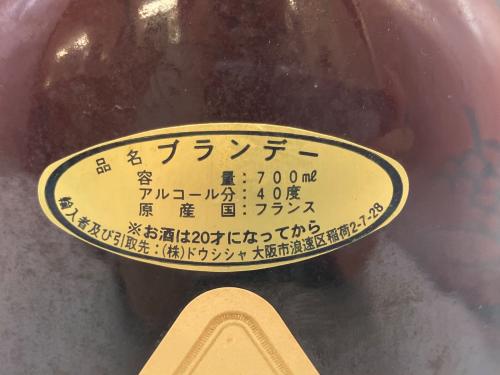 品名 ブランデー
容量：700㎖
アルコール分：40度
原産国：フランス
※お酒は20才になってから
輸入者及び引取先：(株)ドウシシャ 大阪市浪速区稲荷2-7-28